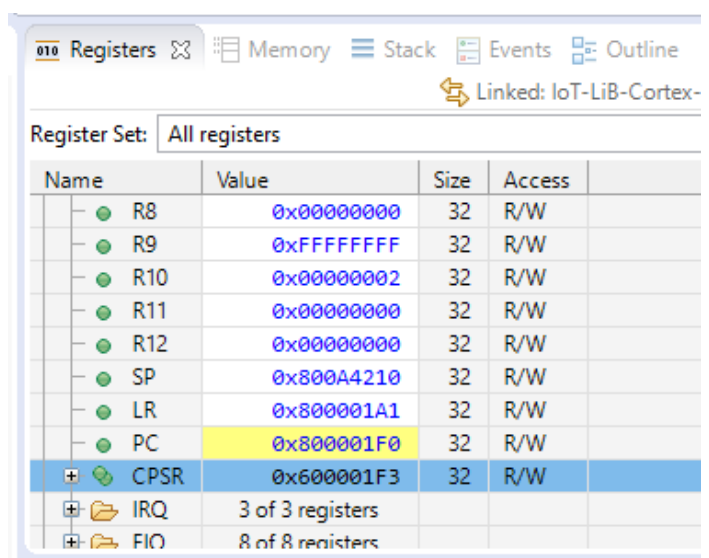 010 Registers Memory Stack Events Outline
Linked: IoT-LiB-Cortex-
Register Set: All registers
Name Value Size Access
R8 0x00000000 32 R/W
R9 0xFFFFFFFF 32 R/W
R10 0x00000002 32 R/W
R11 0x00000000 32 R/W
R12 0x00000000 32 R/W
SP 0x800A4210 32 R/W
LR 0x800001A1 32 R/W
PC 0x800001F0 32 R/W
CPSR 0x600001F3 32 R/W
IRQ 3 of 3 registers
FIQ 8 of 8 registers